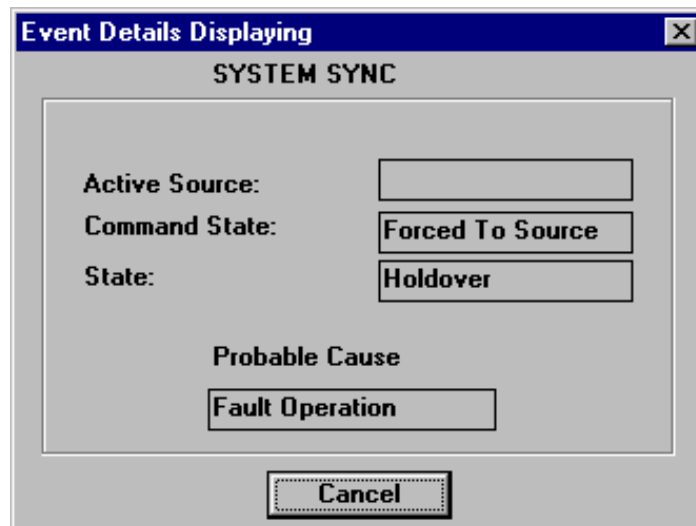 Event Details Displaying
SYSTEM SYNC
Active Source:
Command State: Forced To Source
State: Holdover
Probable Cause
Fault Operation
Cancel